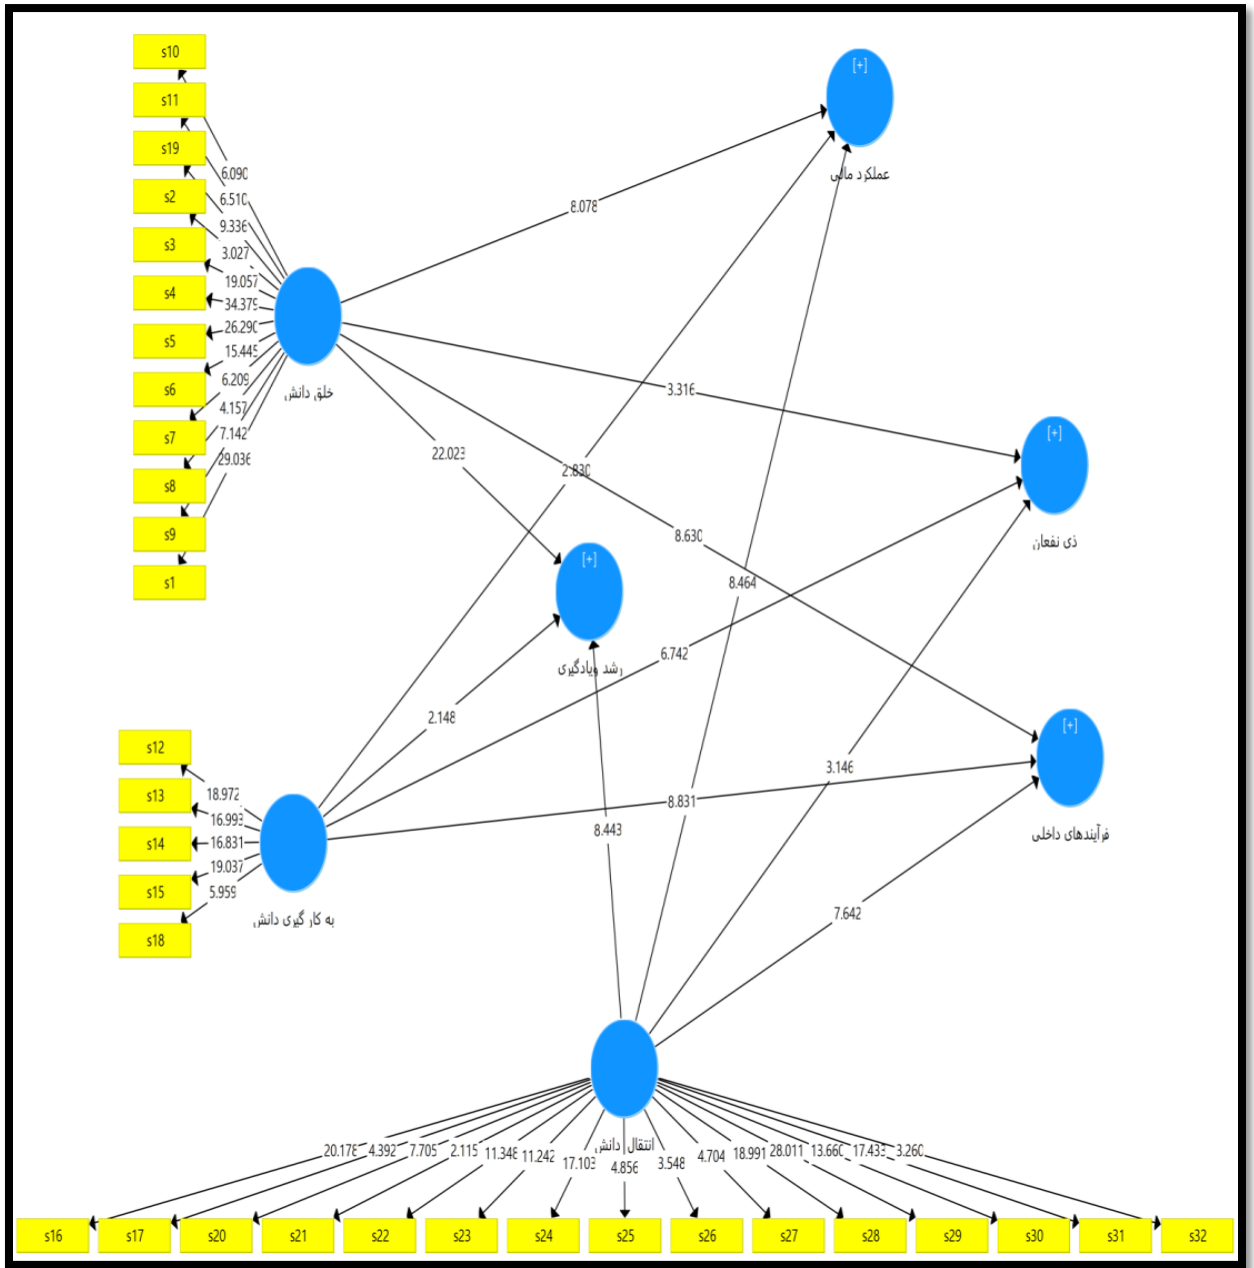 s10
s11
s19
s2
s3
s4
s5
s6
s7
s8
s9
s1
6.090
6.510
9.336
3.027
19.057
34.379
26.290
15.445
6.209
4.157
7.142
29.036
خلق دانش
[+]
عملکرد مالی
8.078
3.316
22.023
2.830
8.630
[+]
ذی نفعان
8.464
[+]
رشد ویادگیری
6.742
2.148
[+]
فرآیندهای داخلی
3.146
8.831
8.443
7.642
s12
s13
s14
s15
s18
18.972
16.993
16.831
19.037
5.959
به کار گیری دانش
انتقال دانش
20.178
4.392
7.705
2.115
11.348
11.242
17.103
4.856
3.548
4.704
18.991
28.011
13.660
17.433
3.260
s16
s17
s20
s21
s22
s23
s24
s25
s26
s27
s28
s29
s30
s31
s32